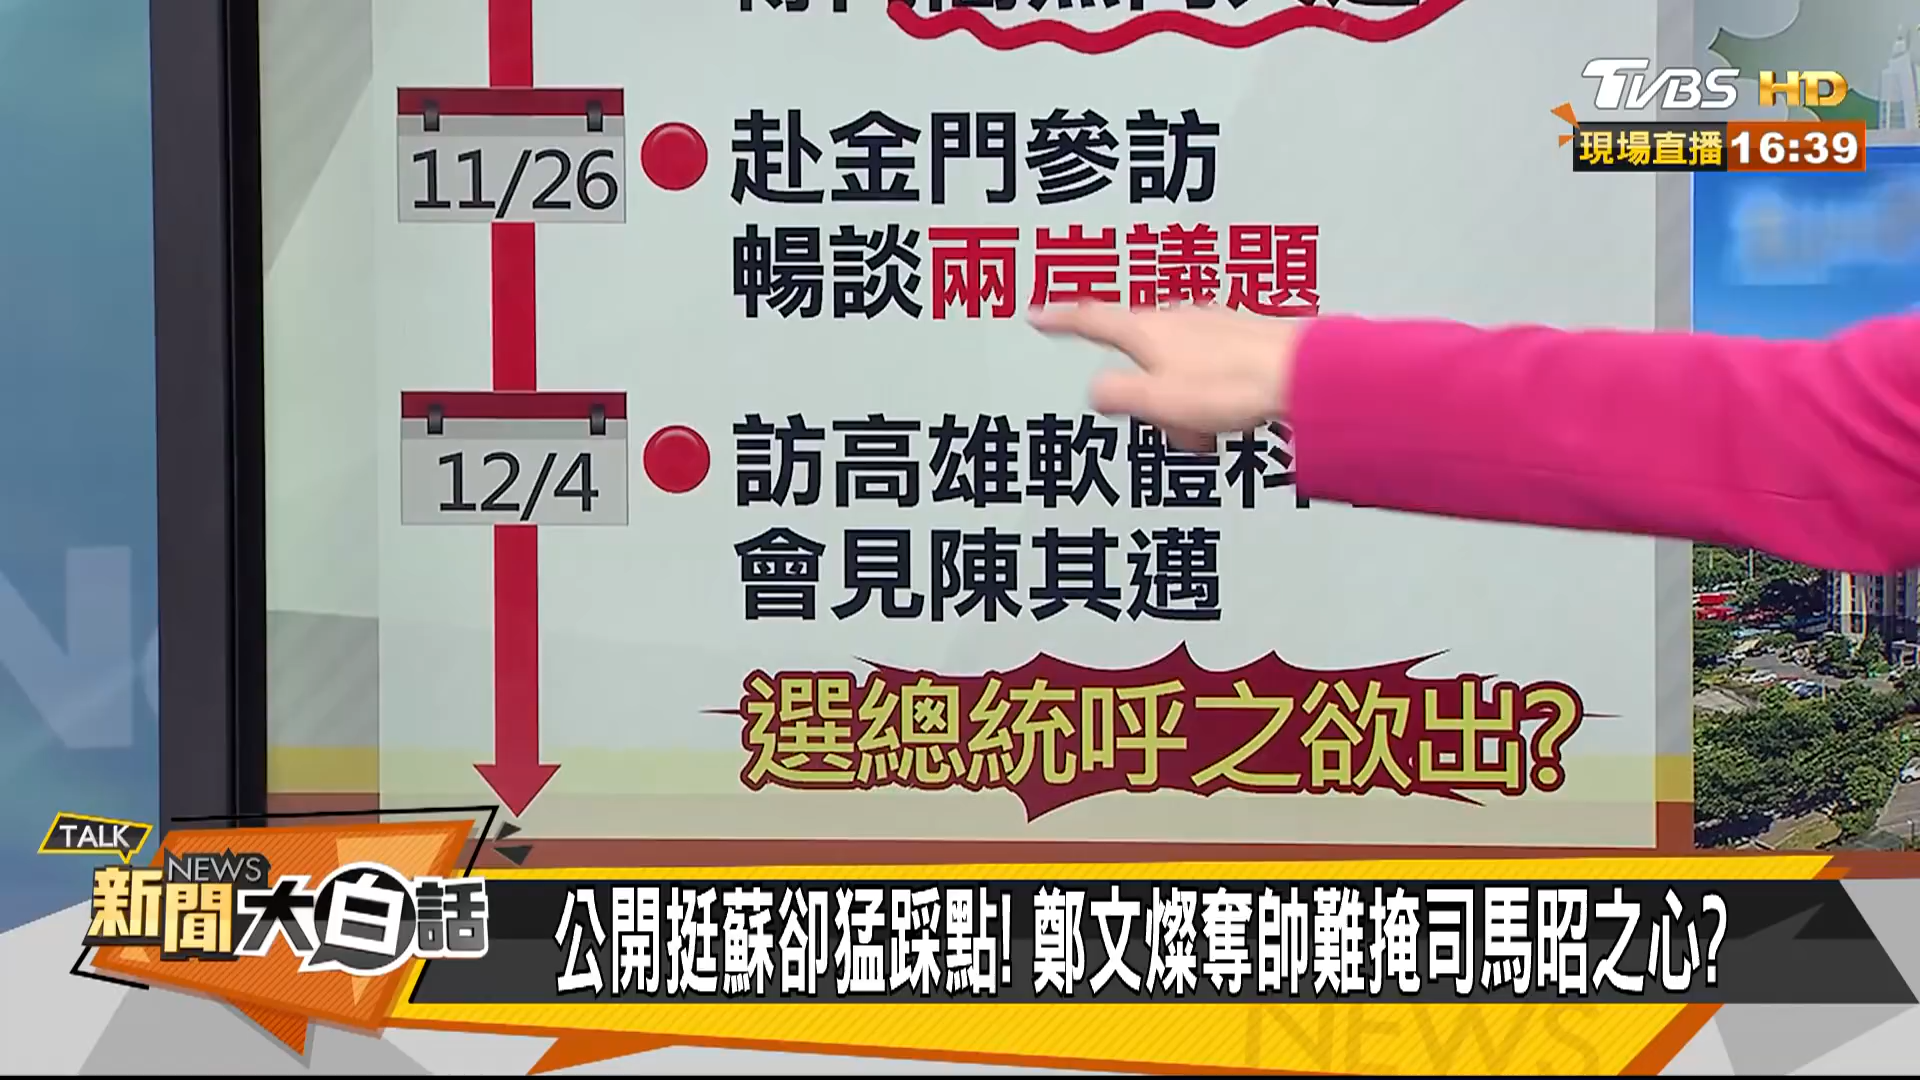 TVBS HD
現場直播 16:39
11/26
赴金門參訪
暢談兩岸議題
12/4
訪高雄軟體科
會見陳其邁
選總統呼之欲出?
TALK
NEWS
新聞大白話
公開挺蘇卻猛踩點! 鄭文燦奪帥難掩司馬昭之心?
NEWS